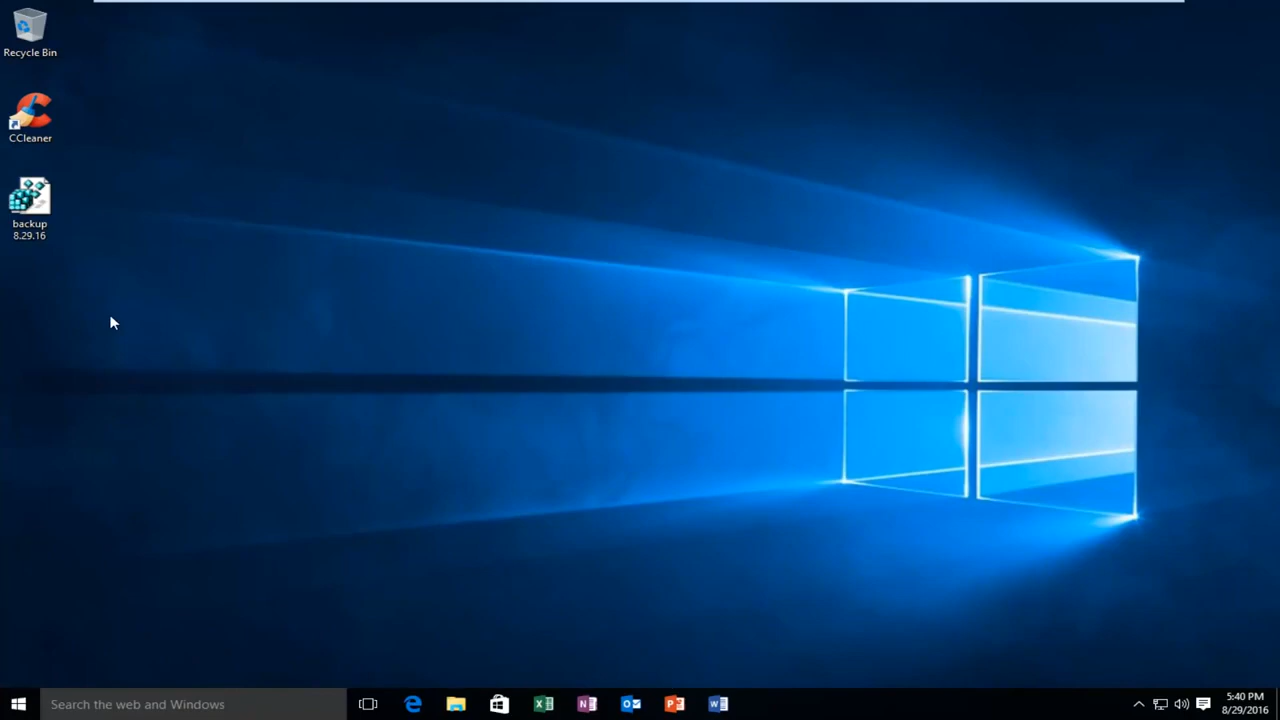 Recycle Bin
CCleaner
backup
8.29.16
Search the web and Windows
5:40 PM
8/29/2016